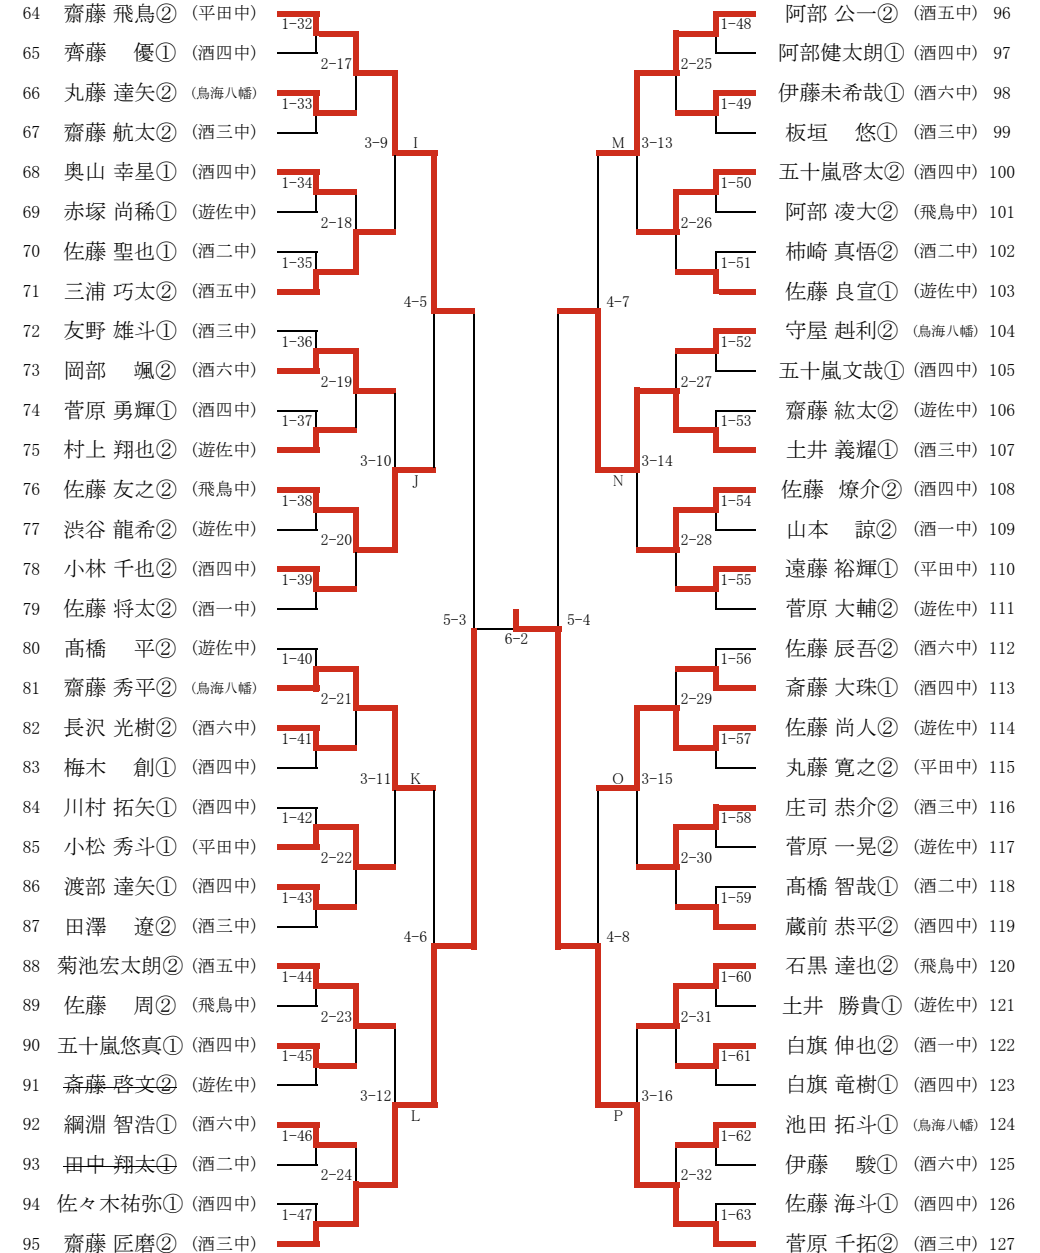 64 齋藤 飛鳥② (平田中)
65 齊藤 優① (酒四中)
66 丸藤 達矢② (鳥海八幡)
67 齋藤 航太② (酒三中)
68 奥山 幸星① (酒四中)
69 赤塚 尚稀① (遊佐中)
70 佐藤 聖也① (酒二中)
71 三浦 巧太② (酒五中)
72 友野 雄斗① (酒三中)
73 岡部 颯② (酒六中)
74 菅原 勇輝① (酒四中)
75 村上 翔也② (遊佐中)
76 佐藤 友之② (飛鳥中)
77 渋谷 龍希② (遊佐中)
78 小林 千也② (酒四中)
79 佐藤 将太② (酒一中)
80 髙橋 平② (遊佐中)
81 齋藤 秀平② (鳥海八幡)
82 長沢 光樹② (酒六中)
83 梅木 創① (酒四中)
84 川村 拓矢① (酒四中)
85 小松 秀斗① (平田中)
86 渡部 達矢① (酒四中)
87 田澤 遼② (酒三中)
88 菊池宏太朗② (酒五中)
89 佐藤 周② (飛鳥中)
90 五十嵐悠真① (酒四中)
91 斎藤 啓文② (遊佐中)
92 綱淵 智浩① (酒六中)
93 田中 翔太① (酒二中)
94 佐々木祐弥① (酒四中)
95 齋藤 匠磨② (酒三中)
1-32
1-33
1-34
1-35
1-36
1-37
1-38
1-39
1-40
1-41
1-42
1-43
1-44
1-45
1-46
1-47
2-17
2-18
2-19
2-20
2-21
2-22
2-23
2-24
3-9 I
3-10 J
3-11 K
3-12 L
4-5
4-6
5-3
6-2
5-4
4-7
4-8
M 3-13
N 3-14
O 3-15
P 3-16
2-25
2-26
2-27
2-28
2-29
2-30
2-31
2-32
1-48
1-49
1-50
1-51
1-52
1-53
1-54
1-55
1-56
1-57
1-58
1-59
1-60
1-61
1-62
1-63
阿部 公一② (酒五中) 96
阿部健太朗① (酒四中) 97
伊藤未希哉① (酒六中) 98
板垣 悠① (酒三中) 99
五十嵐啓太② (酒四中) 100
阿部 凌大② (飛鳥中) 101
柿崎 真悟② (酒二中) 102
佐藤 良宣① (遊佐中) 103
守屋 赳利② (鳥海八幡) 104
五十嵐文哉① (酒四中) 105
齋藤 紘太② (遊佐中) 106
土井 義耀① (酒三中) 107
佐藤 燎介② (酒四中) 108
山本 諒② (酒一中) 109
遠藤 裕輝① (平田中) 110
菅原 大輔② (遊佐中) 111
佐藤 辰吾② (酒六中) 112
斎藤 大珠① (酒四中) 113
佐藤 尚人② (遊佐中) 114
丸藤 寛之② (平田中) 115
庄司 恭介② (酒三中) 116
菅原 一晃② (遊佐中) 117
髙橋 智哉① (酒二中) 118
蔵前 恭平② (酒四中) 119
石黒 達也② (飛鳥中) 120
土井 勝貴① (遊佐中) 121
白旗 伸也② (酒一中) 122
白旗 竜樹① (酒四中) 123
池田 拓斗① (鳥海八幡) 124
伊藤 駿① (酒六中) 125
佐藤 海斗① (酒四中) 126
菅原 千拓② (酒三中) 127